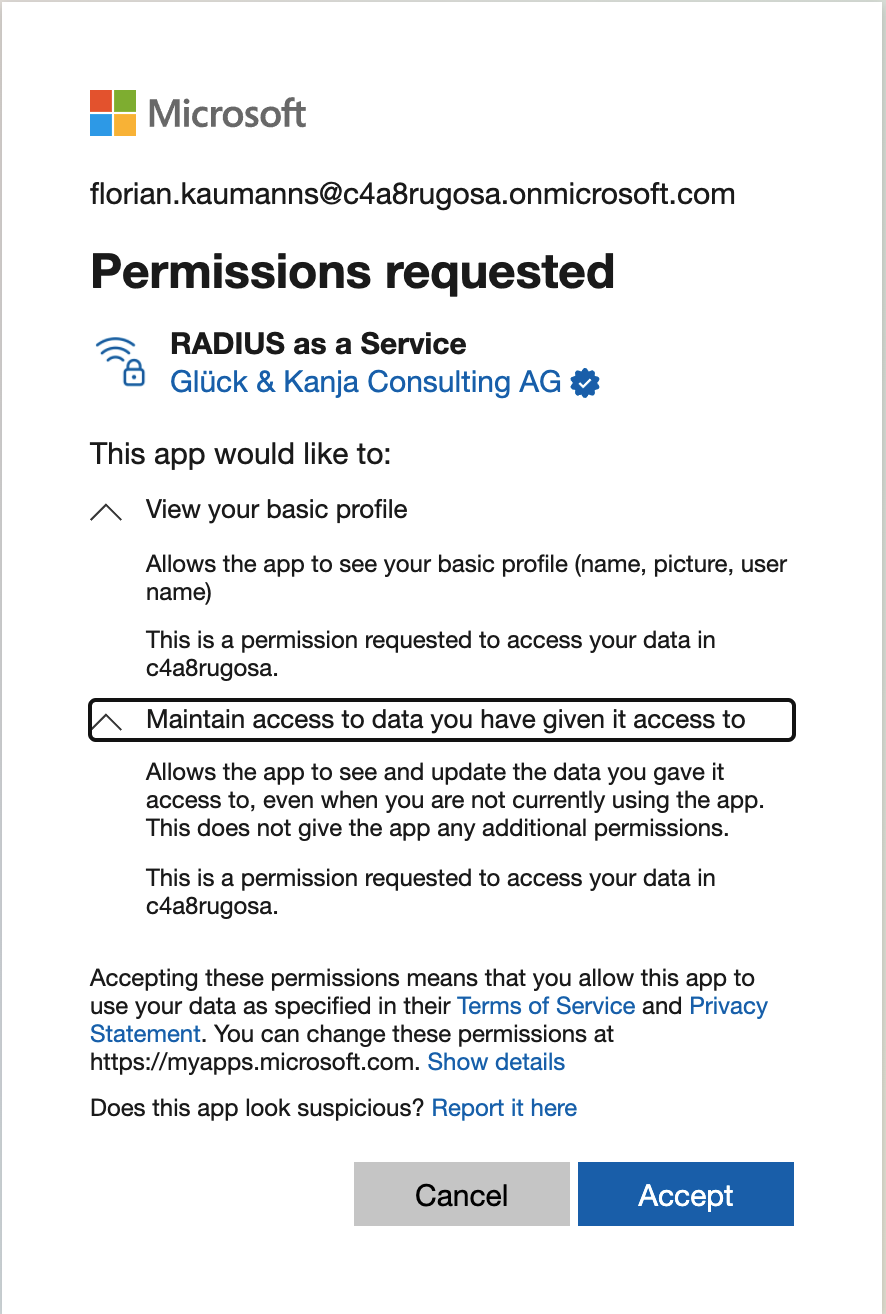 Microsoft
florian.kaumanns@c4a8rugosa.onmicrosoft.com
Permissions requested
RADIUS as a Service
Glück & Kanja Consulting AG
This app would like to:
View your basic profile
Allows the app to see your basic profile (name, picture, user
name)
This is a permission requested to access your data in
c4a8rugosa.
Maintain access to data you have given it access to
Allows the app to see and update the data you gave it
access to, even when you are not currently using the app.
This does not give the app any additional permissions.
This is a permission requested to access your data in
c4a8rugosa.
Accepting these permissions means that you allow this app to
use your data as specified in their Terms of Service and Privacy
Statement. You can change these permissions at
https://myapps.microsoft.com. Show details
Does this app look suspicious? Report it here
Cancel Accept